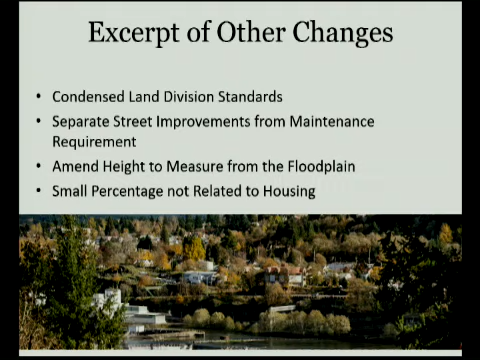 Excerpt of Other Changes
• Condensed Land Division Standards
• Separate Street Improvements from Maintenance
Requirement
• Amend Height to Measure from the Floodplain
• Small Percentage not Related to Housing